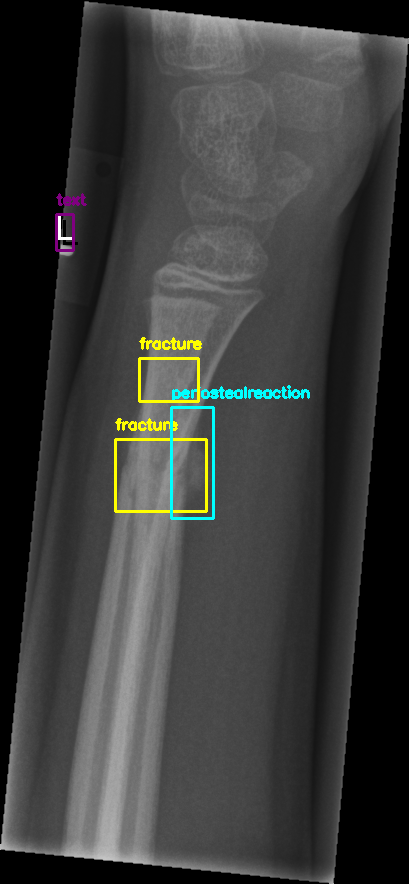 text
L
fracture
periostealreaction
fracture